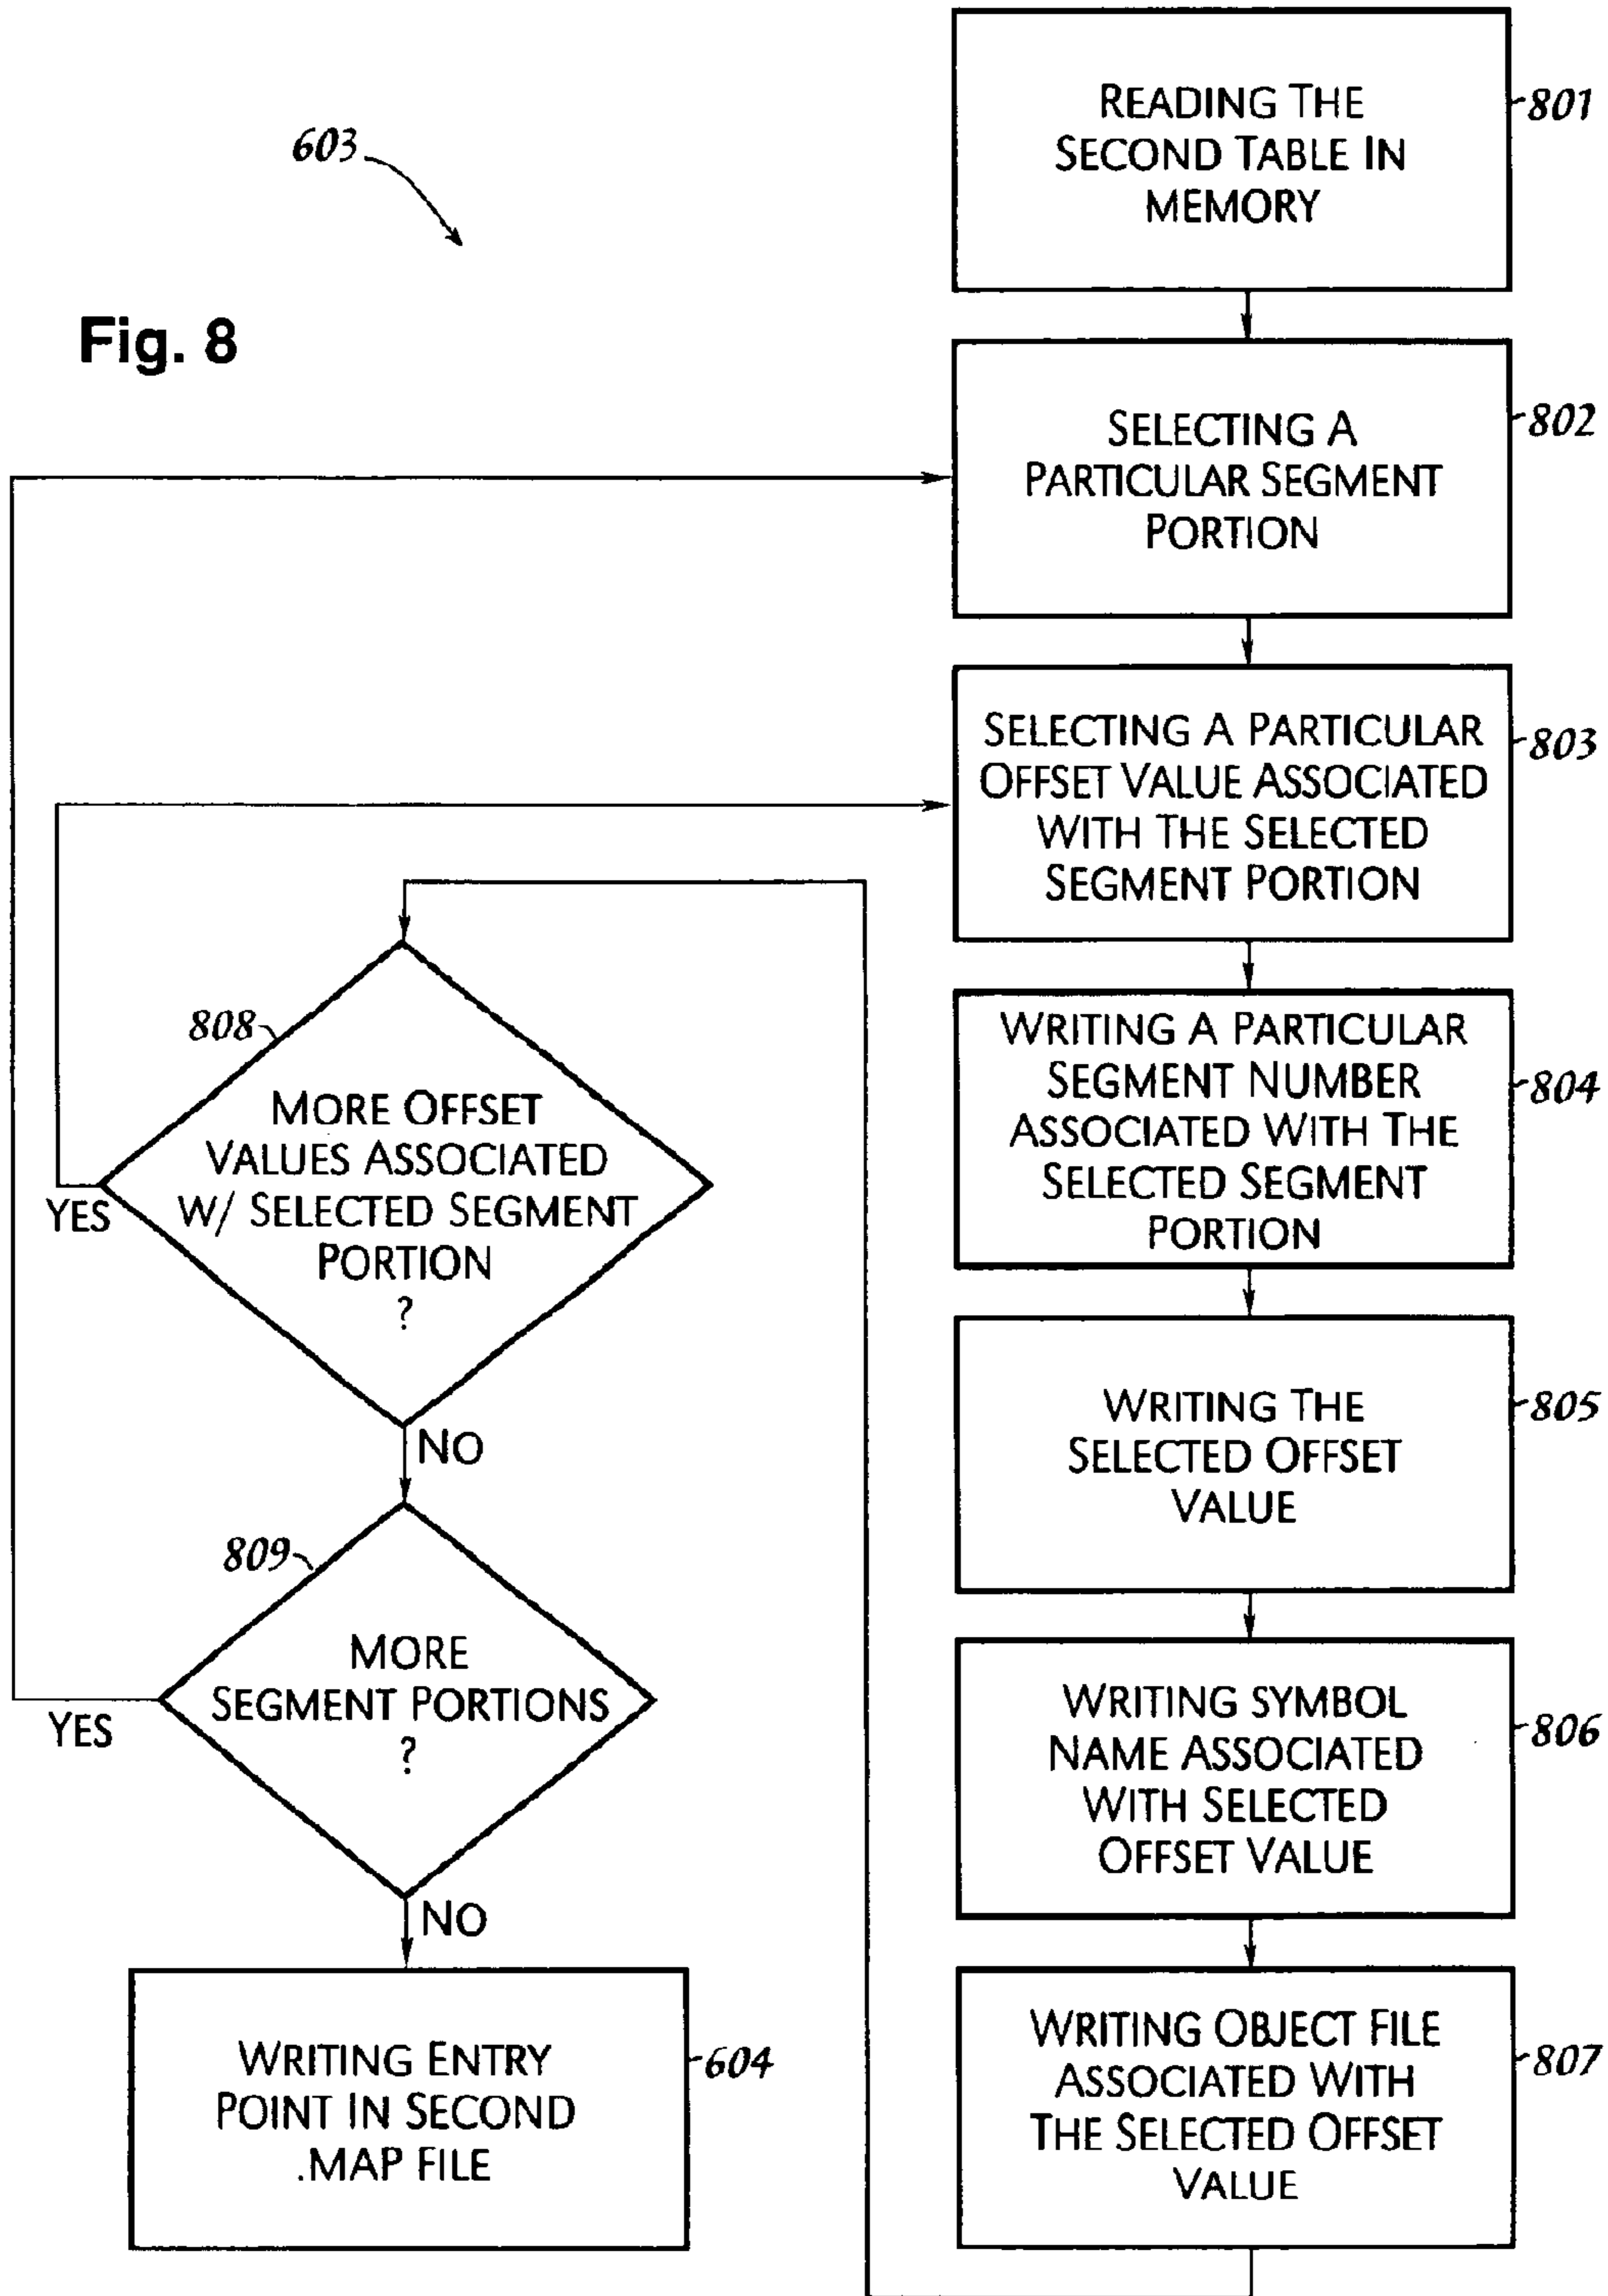 603
Fig. 8
READING THE
SECOND TABLE IN
MEMORY
801
SELECTING A
PARTICULAR SEGMENT
PORTION
802
SELECTING A PARTICULAR
OFFSET VALUE ASSOCIATED
WITH THE SELECTED
SEGMENT PORTION
803
WRITING A PARTICULAR
SEGMENT NUMBER
ASSOCIATED WITH THE
SELECTED SEGMENT
PORTION
804
WRITING THE
SELECTED OFFSET
VALUE
805
WRITING SYMBOL
NAME ASSOCIATED
WITH SELECTED
OFFSET VALUE
806
WRITING OBJECT FILE
ASSOCIATED WITH
THE SELECTED OFFSET
VALUE
807
808
MORE OFFSET
VALUES ASSOCIATED
W/ SELECTED SEGMENT
PORTION
?
YES
NO
809
MORE
SEGMENT PORTIONS
?
YES
NO
WRITING ENTRY
POINT IN SECOND
.MAP FILE
604